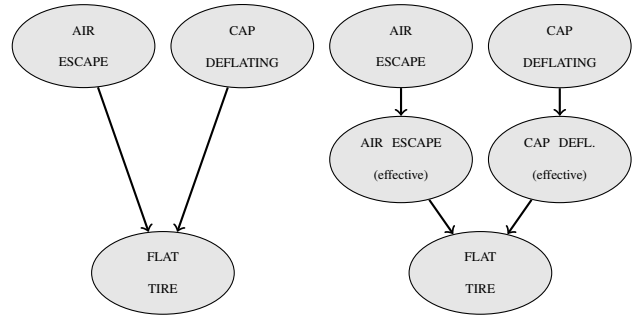 AIR
ESCAPE
CAP
DEFLATING
FLAT
TIRE
AIR
ESCAPE
CAP
DEFLATING
AIR ESCAPE
(effective)
CAP DEFL.
(effective)
FLAT
TIRE